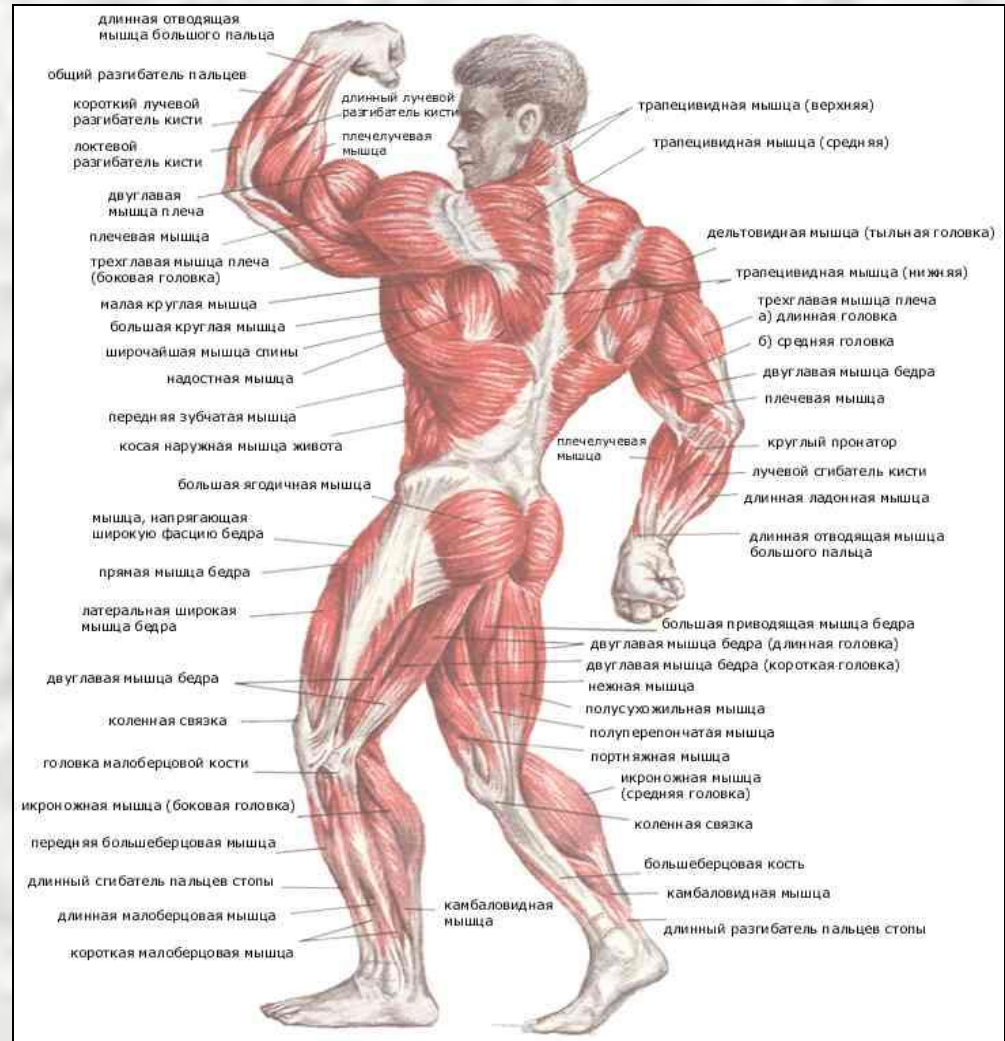 длинная отводящая
мышца большого пальца
общий разгибатель пальцев
короткий лучевой
разгибатель кисти
локтевой
разгибатель кисти
длинный лучевой
разгибатель кисти
плечелучевая
мышца
двуглавая
мышца плеча
плечевая мышца
трехглавая мышца плеча
(боковая головка)
малая круглая мышца
большая круглая мышца
широчайшая мышца спины
надостная мышца
передняя зубчатая мышца
косая наружная мышца живота
большая ягодичная мышца
мышца, напрягающая
широкую фасцию бедра
прямая мышца бедра
латеральная широкая
мышца бедра
двуглавая мышца бедра
коленная связка
головка малоберцовой кости
икроножная мышца (боковая головка)
передняя большеберцовая мышца
длинный сгибатель пальцев стопы
длинная малоберцовая мышца
короткая малоберцовая мышца
камбаловидная
мышца
трапецивидная мышца (верхняя)
трапецивидная мышца (средняя)
дельтовидная мышца (тыльная головка)
трапецивидная мышца (нижняя)
трехглавая мышца плеча
а) длинная головка
б) средняя головка
двуглавая мышца бедра
плечевая мышца
плечелучевая
мышца
круглый пронатор
лучевой сгибатель кисти
длинная ладонная мышца
длинная отводящая мышца
большого пальца
большая приводящая мышца бедра
двуглавая мышца бедра (длинная головка)
двуглавая мышца бедра (короткая головка)
нежная мышца
полусухожильная мышца
полуперепончатая мышца
портняжная мышца
икроножная мышца
(средняя головка)
коленная связка
большеберцовая кость
камбаловидная мышца
длинный разгибатель пальцев стопы